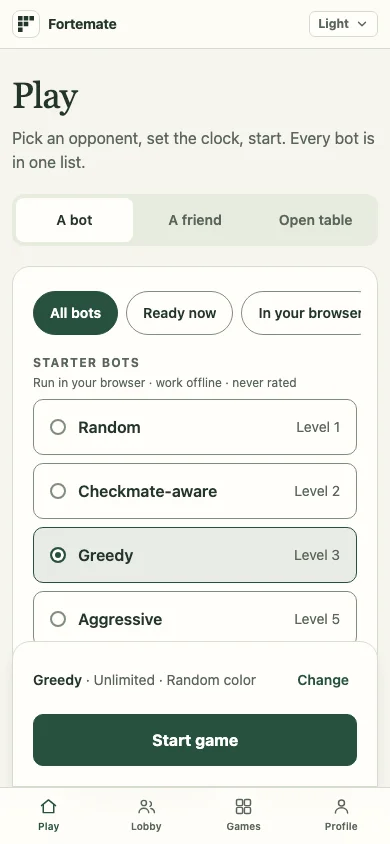 Fortemate
Light
Play
Pick an opponent, set the clock, start. Every bot is
in one list.
A bot
A friend
Open table
All bots
Ready now
In your browser
STARTER BOTS
Run in your browser · work offline · never rated
Random
Level 1
Checkmate-aware
Level 2
Greedy
Level 3
Aggressive
Level 5
Greedy · Unlimited · Random color
Change
Start game
Play
Lobby
Games
Profile